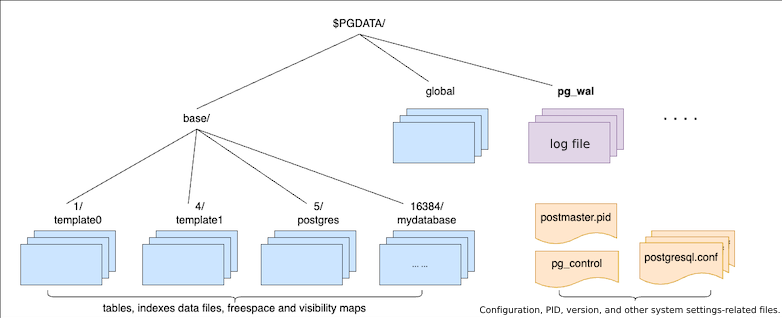 $PGDATA/
global
pg_wal
base/
log file
. . . .
1/
template0
4/
template1
5/
postgres
16384/
mydatabase
... ...
postmaster.pid
pg_control
postgresql.conf
tables, indexes data files, freespace and visibility maps
Configuration, PID, version, and other system settings-related files.